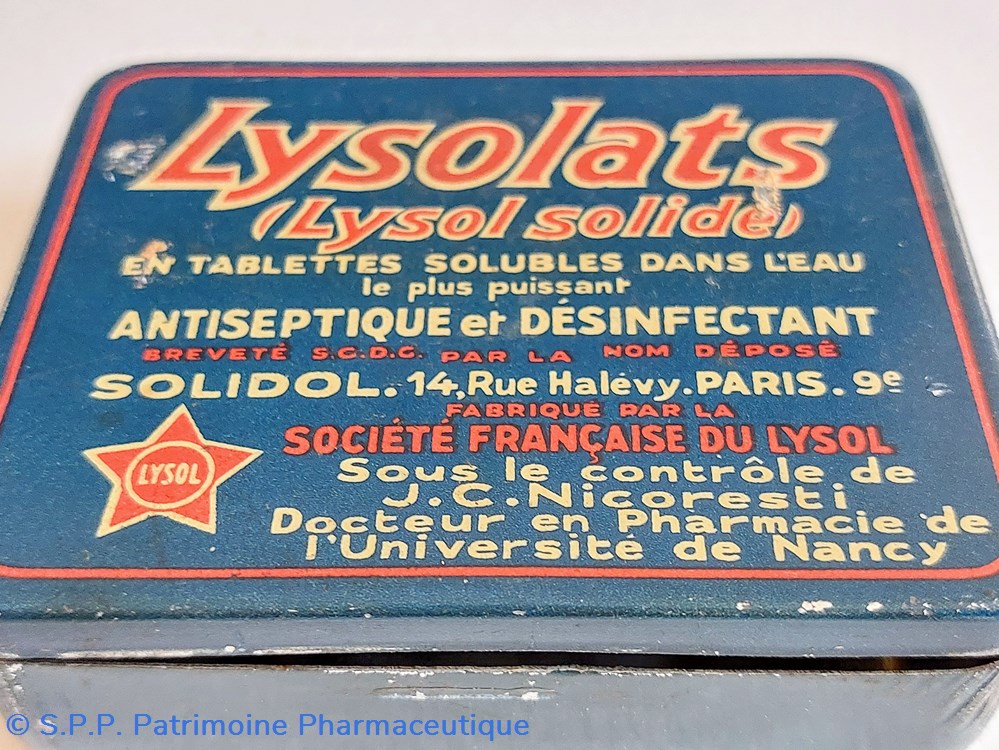 Lysolats
(Lysol solide)
EN TABLETTES SOLUBLES DANS L'EAU
le plus puissant
ANTISEPTIQUE et DÉSINFECTANT
BREVETÉ S.G.D.G. PAR LA NOM DÉPOSÉ
SOLIDOL. 14, Rue Halévy. PARIS. 9e
FABRIQUÉ PAR LA
SOCIÉTÉ FRANÇAISE DU LYSOL
LYSOL
Sous le contrôle de
J.C. Nicoresti
Docteur en Pharmacie de
l'Université de Nancy
© S.P.P. Patrimoine Pharmaceutique